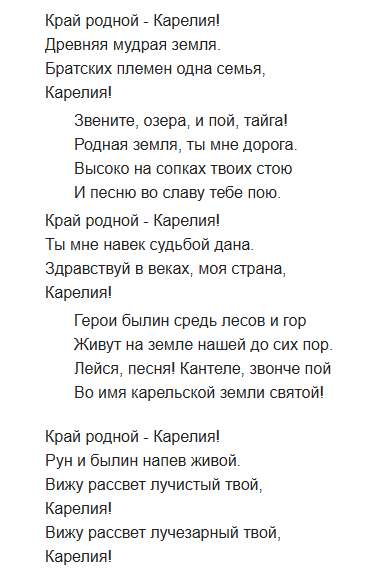 Край родной - Карелия!
Древняя мудрая земля.
Братских племен одна семья,
Карелия!
Звените, озера, и пой, тайга!
Родная земля, ты мне дорога.
Высоко на сопках твоих стою
И песню во славу тебе пою.
Край родной - Карелия!
Ты мне навек судьбой дана.
Здравствуй в веках, моя страна,
Карелия!
Герои былин средь лесов и гор
Живут на земле нашей до сих пор.
Лейся, песня! Кантеле, звонче пой
Во имя карельской земли святой!
Край родной - Карелия!
Рун и былин напев живой.
Вижу рассвет лучистый твой,
Карелия!
Вижу рассвет лучезарный твой,
Карелия!